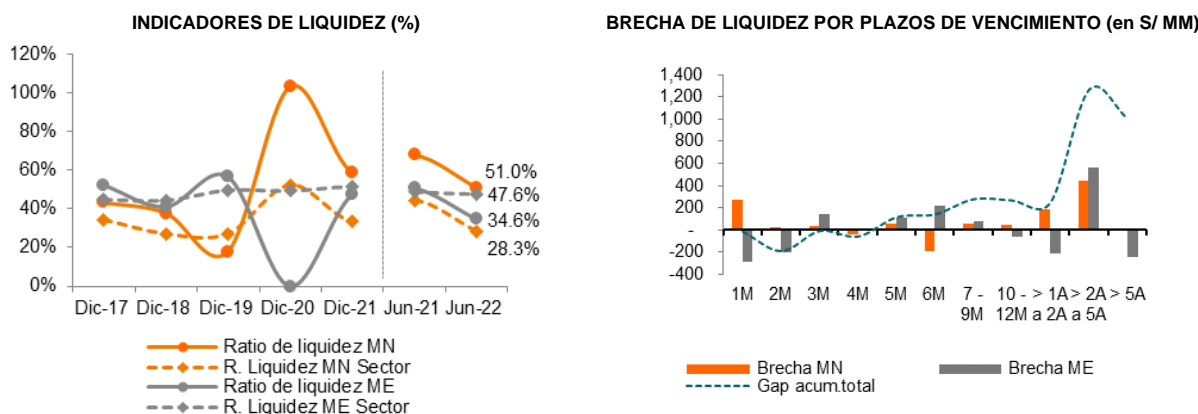 INDICADORES DE LIQUIDEZ (%)
120%
100%
80%
60%
40%
20%
0%
51.0%
47.6%
34.6%
28.3%
Dic-17 Dic-18 Dic-19 Dic-20 Dic-21 Jun-21 Jun-22
Ratio de liquidez MN
R. Liquidez MN Sector
Ratio de liquidez ME
R. Liquidez ME Sector
BRECHA DE LIQUIDEZ POR PLAZOS DE VENCIMIENTO (en S/ MM)
1,400
1,200
1,000
800
600
400
200
-
-200
-400
1M 2M 3M 4M 5M 6M 7 - 10 - > 1A > 2A > 5A
9M 12M a 2A a 5A
Brecha MN Brecha ME
Gap acum.total